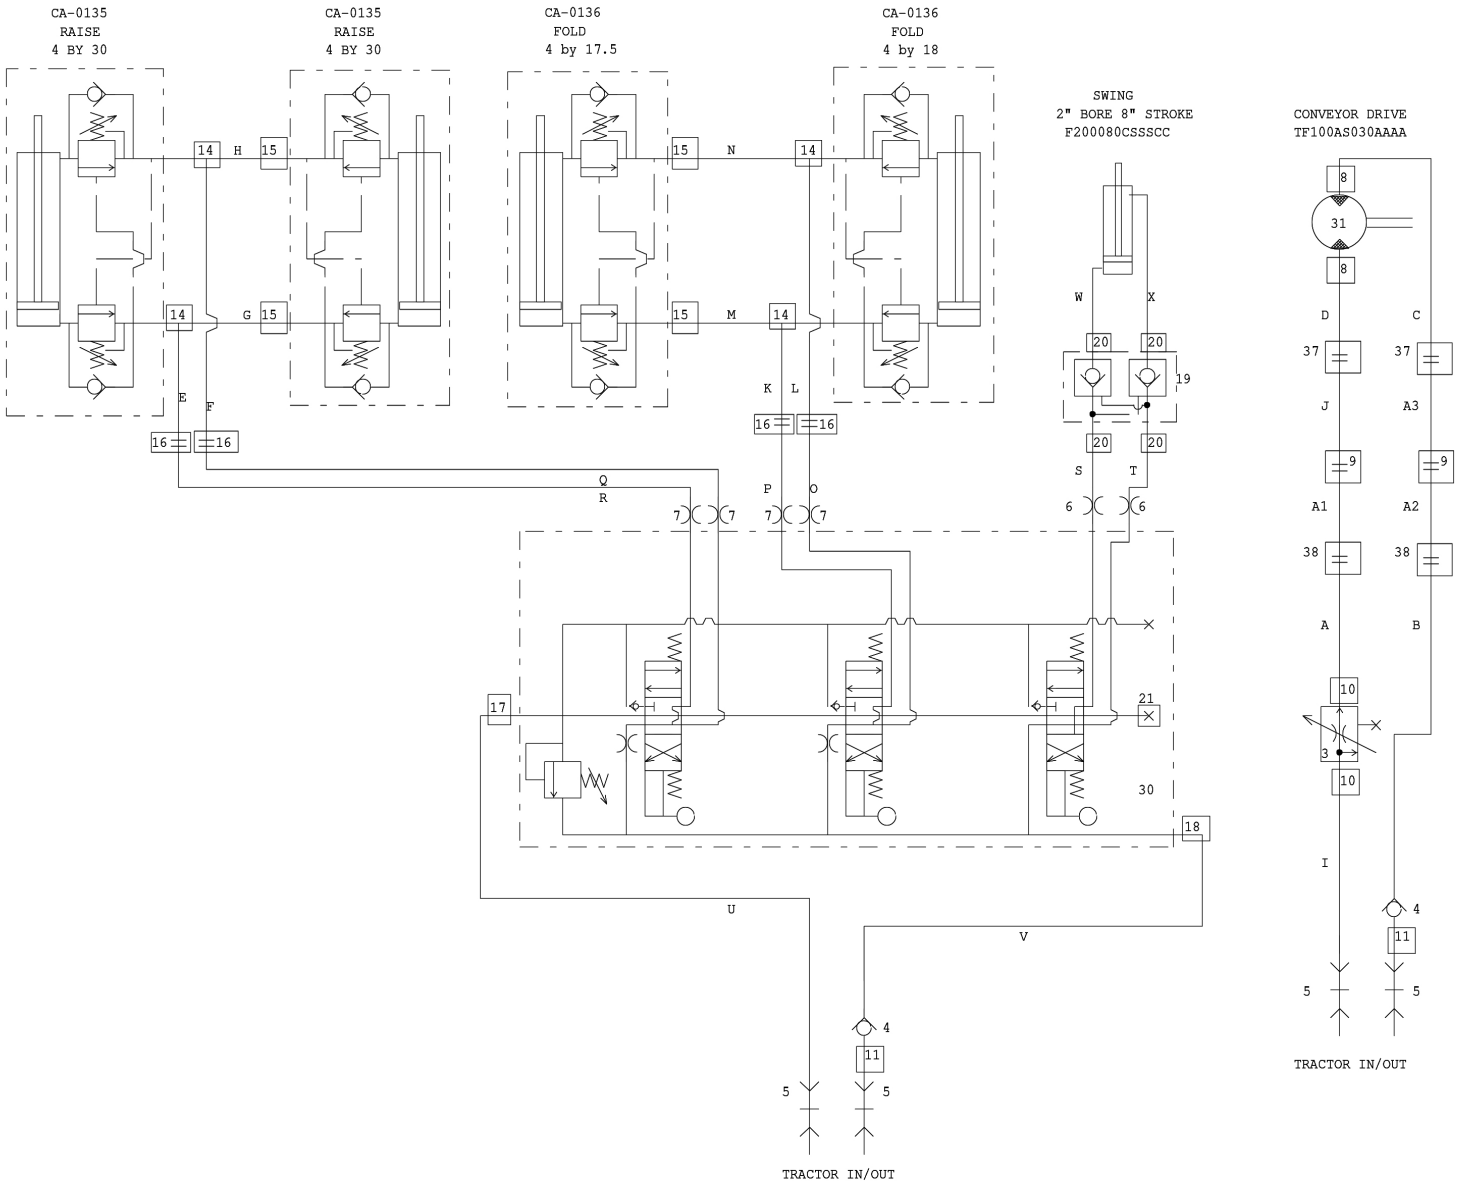 CA-0135
RAISE
4 BY 30
CA-0135
RAISE
4 BY 30
CA-0136
FOLD
4 by 17.5
CA-0136
FOLD
4 by 18
SWING
2" BORE 8" STROKE
F200080CSSSCC
CONVEYOR DRIVE
TF100AS030AAAA
14
H
15
15
N
14
8
31
8
14
G
15
15
M
14
W
X
D
C
20
20
37
37
19
E
F
K
L
J
A3
16
16
16
16
20
20
9
9
Q
R
P
O
S
T
7
7
7
7
6
6
A1
A2
38
38
A
B
17
21
10
3
10
30
18
I
U
V
4
11
5
5
TRACTOR IN/OUT
4
11
5
5
TRACTOR IN/OUT